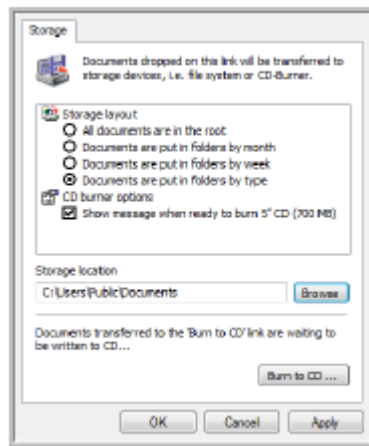 Storage
Documents dropped on this link will be transferred to
storage devices, i.e. file system or CD-Burner.
Storage layout
All documents are in the root
Documents are put in folders by month
Documents are put in folders by week
Documents are put in folders by type
CD burner options
Show message when ready to burn 5" CD (700 MB)
Storage location
C:\Users\Public\Documents
Browse
Documents transferred to the 'Burn to CD' link are waiting to
be written to CD...
Burn to CD ...
OK
Cancel
Apply